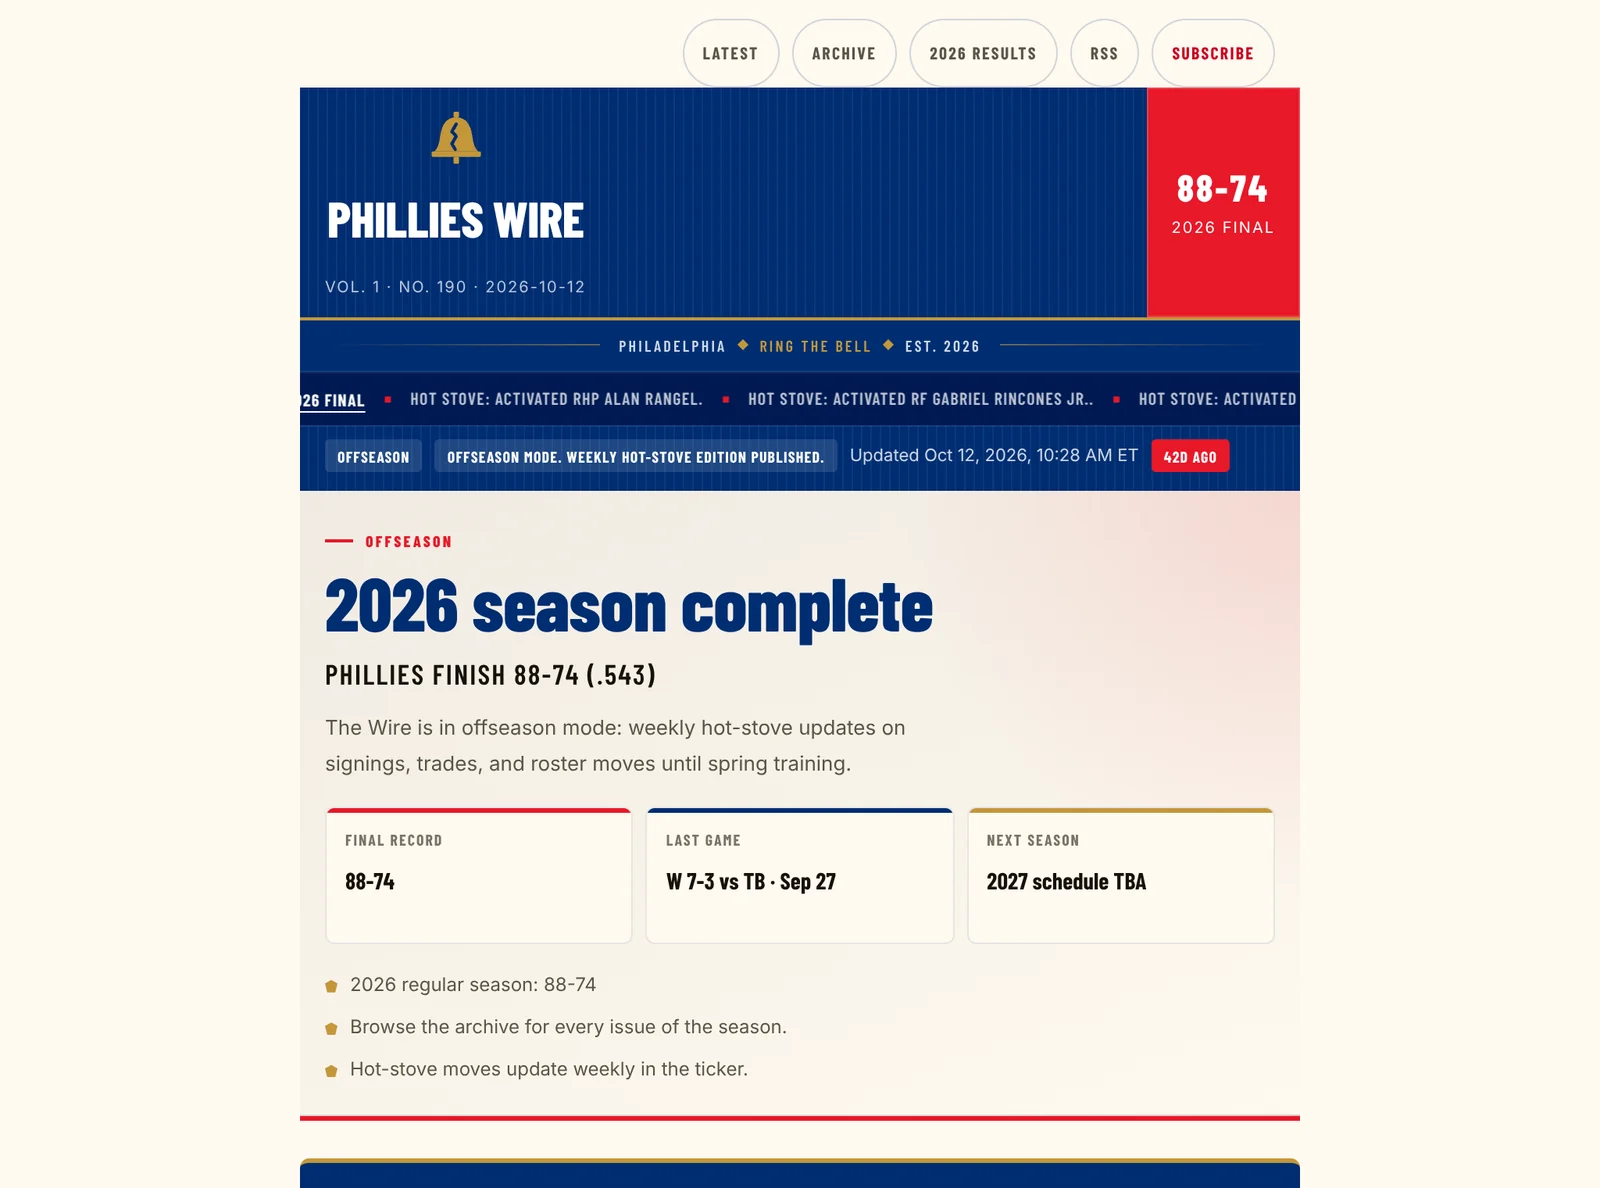 LATEST
ARCHIVE
2026 RESULTS
RSS
SUBSCRIBE
PHILLIES WIRE
VOL. 1 · NO. 190 · 2026-10-12
88-74
2026 FINAL
PHILADELPHIA ◆ RING THE BELL ◆ EST. 2026
26 FINAL ▪ HOT STOVE: ACTIVATED RHP ALAN RANGEL. ▪ HOT STOVE: ACTIVATED RF GABRIEL RINCONES JR.. ▪ HOT STOVE: ACTIVATED
OFFSEASON
OFFSEASON MODE. WEEKLY HOT-STOVE EDITION PUBLISHED.
Updated Oct 12, 2026, 10:28 AM ET
42D AGO
OFFSEASON
2026 season complete
PHILLIES FINISH 88-74 (.543)
The Wire is in offseason mode: weekly hot-stove updates on
signings, trades, and roster moves until spring training.
FINAL RECORD
88-74
LAST GAME
W 7-3 vs TB · Sep 27
NEXT SEASON
2027 schedule TBA
2026 regular season: 88-74
Browse the archive for every issue of the season.
Hot-stove moves update weekly in the ticker.